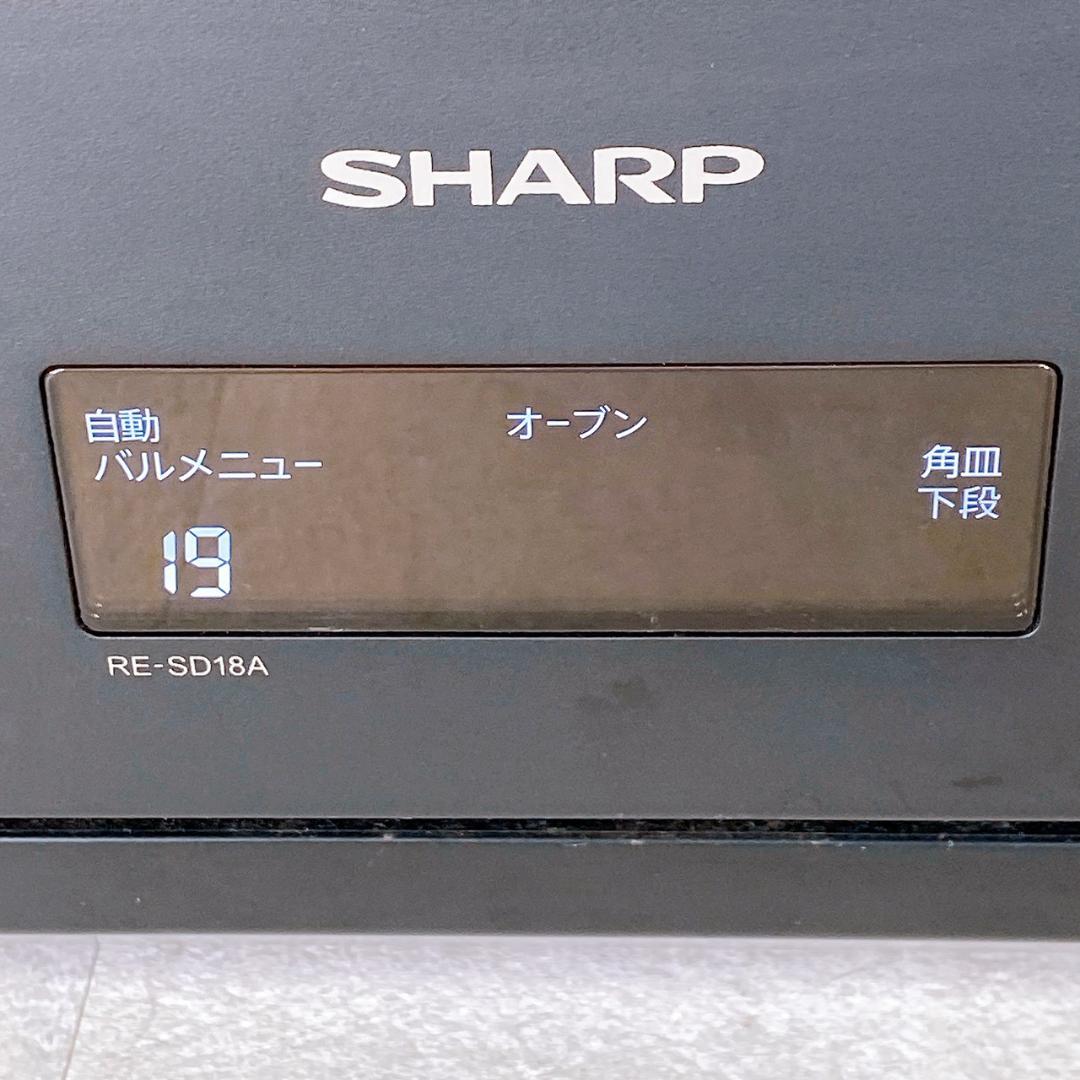 SHARP
自動
オーブン
バルメニュー
角皿
下段
19
RE-SD18A